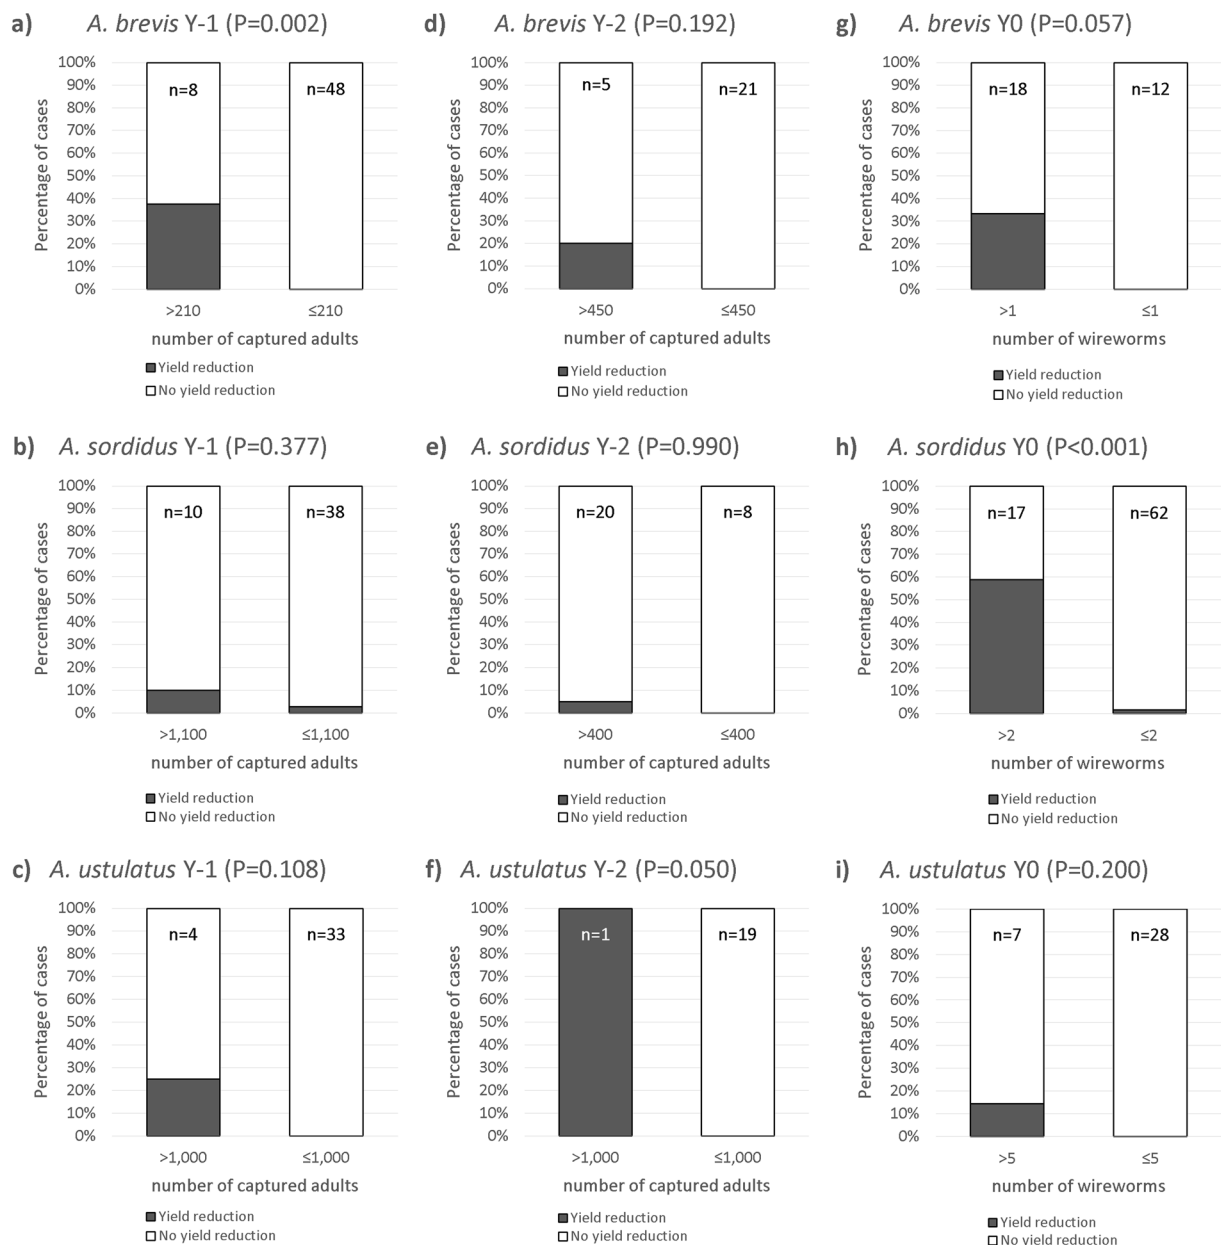 a) A. brevis Y-1 (P=0.002)
100%
90%
80%
70%
60%
50%
40%
30%
20%
10%
0%
Percentage of cases
n=8
n=48
>210
≤210
number of captured adults
Yield reduction
No yield reduction
d) A. brevis Y-2 (P=0.192)
100%
90%
80%
70%
60%
50%
40%
30%
20%
10%
0%
Percentage of cases
n=5
n=21
>450
≤450
number of captured adults
Yield reduction
No yield reduction
g) A. brevis Y0 (P=0.057)
100%
90%
80%
70%
60%
50%
40%
30%
20%
10%
0%
Percentage of cases
n=18
n=12
>1
≤1
number of wireworms
Yield reduction
No yield reduction
b) A. sordidus Y-1 (P=0.377)
100%
90%
80%
70%
60%
50%
40%
30%
20%
10%
0%
Percentage of cases
n=10
n=38
>1,100
≤1,100
number of captured adults
Yield reduction
No yield reduction
e) A. sordidus Y-2 (P=0.990)
100%
90%
80%
70%
60%
50%
40%
30%
20%
10%
0%
Percentage of cases
n=20
n=8
>400
≤400
number of captured adults
Yield reduction
No yield reduction
h) A. sordidus Y0 (P<0.001)
100%
90%
80%
70%
60%
50%
40%
30%
20%
10%
0%
Percentage of cases
n=17
n=62
>2
≤2
number of wireworms
Yield reduction
No yield reduction
c) A. ustulatus Y-1 (P=0.108)
100%
90%
80%
70%
60%
50%
40%
30%
20%
10%
0%
Percentage of cases
n=4
n=33
>1,000
≤1,000
number of captured adults
Yield reduction
No yield reduction
f) A. ustulatus Y-2 (P=0.050)
100%
90%
80%
70%
60%
50%
40%
30%
20%
10%
0%
Percentage of cases
n=1
n=19
>1,000
≤1,000
number of captured adults
Yield reduction
No yield reduction
i) A. ustulatus Y0 (P=0.200)
100%
90%
80%
70%
60%
50%
40%
30%
20%
10%
0%
Percentage of cases
n=7
n=28
>5
≤5
number of wireworms
Yield reduction
No yield reduction